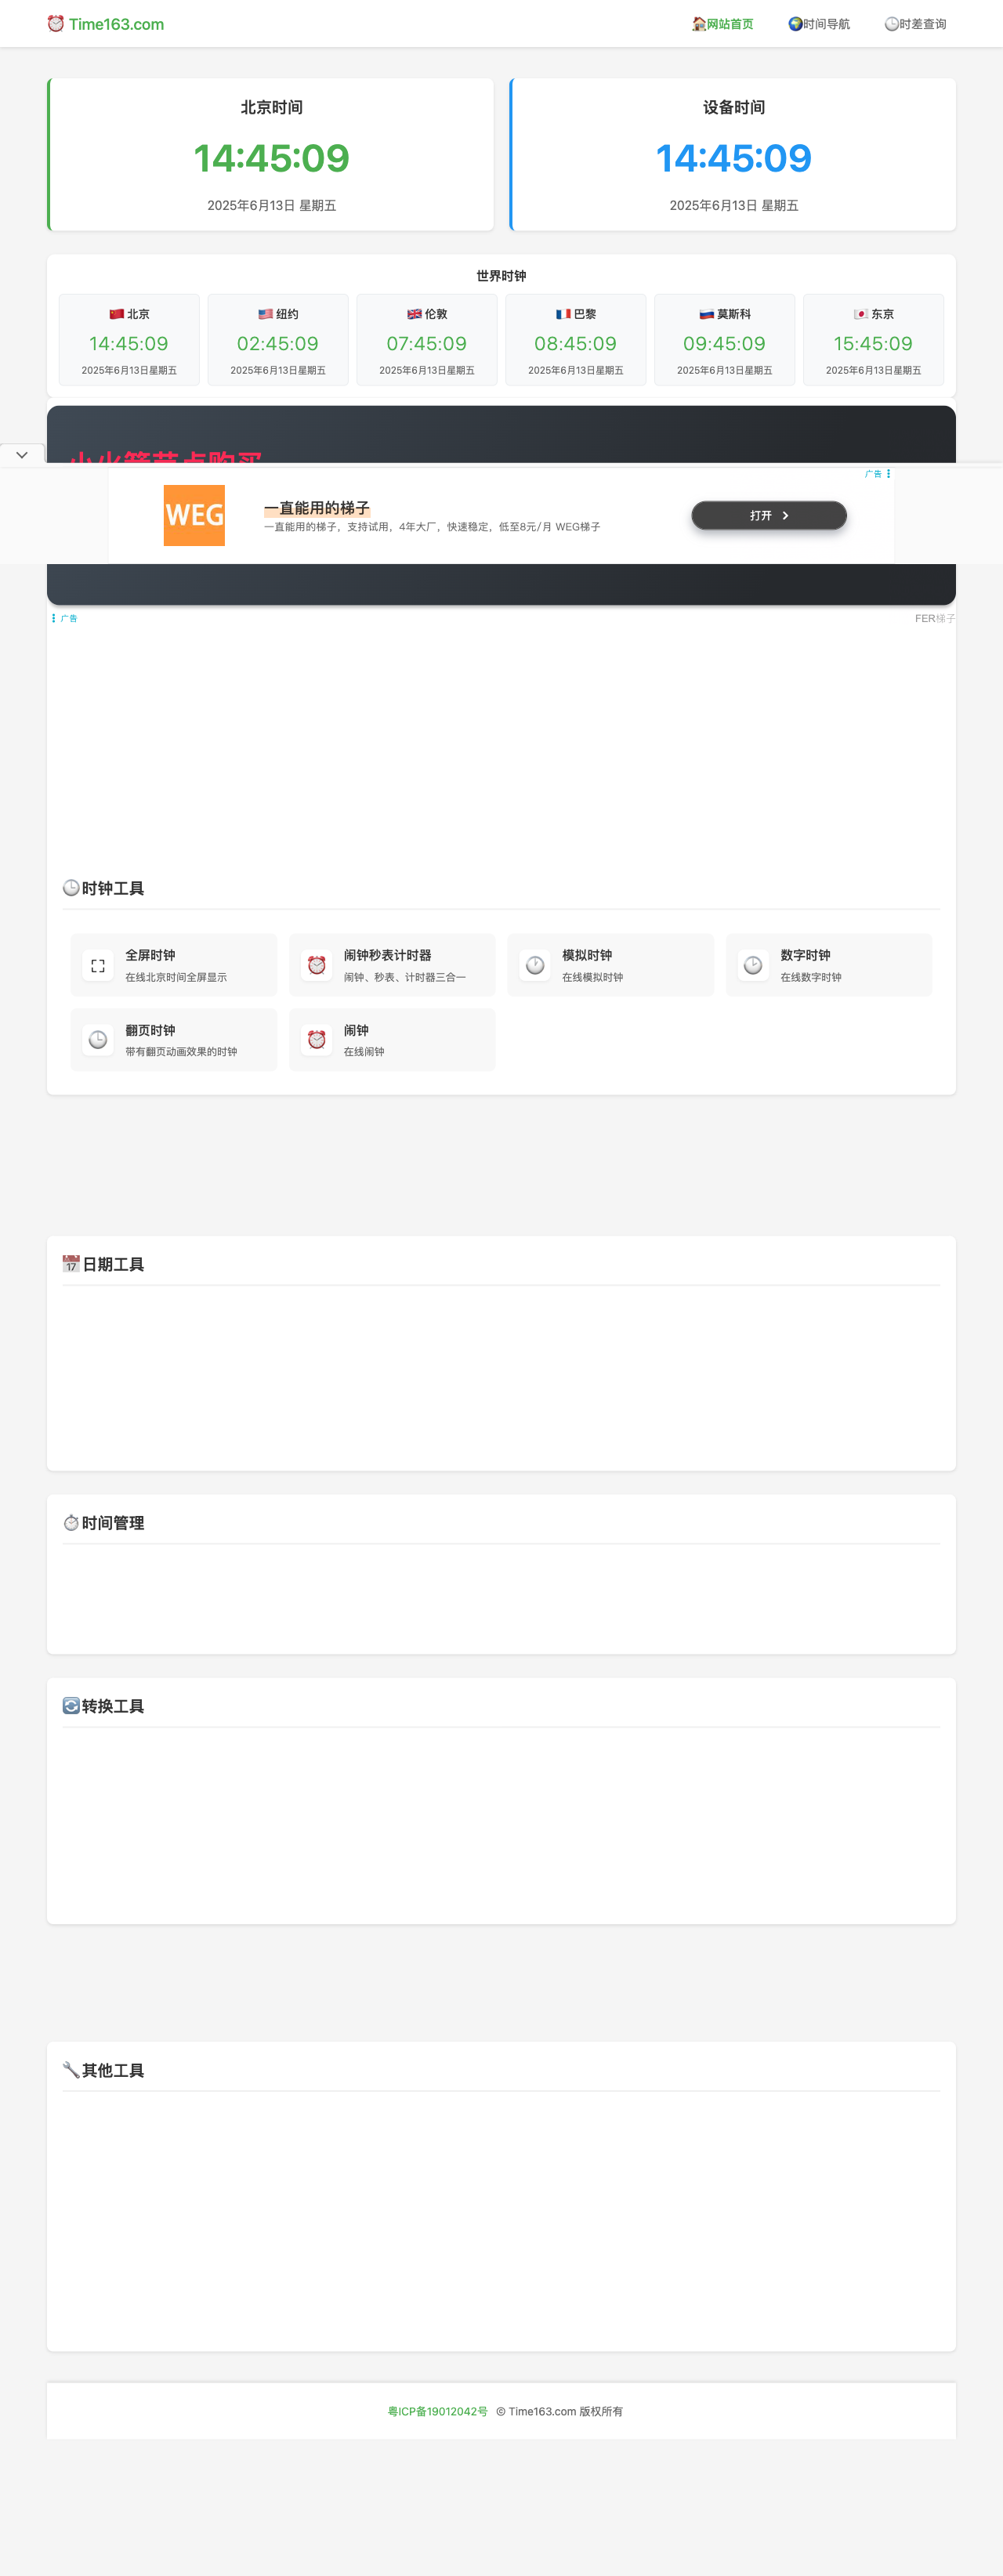 Time163.com
网站首页
时间导航
时差查询
北京时间
14:45:09
2025年6月13日 星期五
设备时间
14:45:09
2025年6月13日 星期五
世界时钟
北京
14:45:09
2025年6月13日星期五
纽约
02:45:09
2025年6月13日星期五
伦敦
07:45:09
2025年6月13日星期五
巴黎
08:45:09
2025年6月13日星期五
莫斯科
09:45:09
2025年6月13日星期五
东京
15:45:09
2025年6月13日星期五
小火箭节点购买
广告
WEG
一直能用的梯子
一直能用的梯子，支持试用，4年大厂，快速稳定，低至8元/月 WEG梯子
打开
广告
FER梯子
时钟工具
全屏时钟
在线北京时间全屏显示
闹钟秒表计时器
闹钟、秒表、计时器三合一
模拟时钟
在线模拟时钟
数字时钟
在线数字时钟
翻页时钟
带有翻页动画效果的时钟
闹钟
在线闹钟
日期工具
时间管理
转换工具
其他工具
粤ICP备19012042号 © Time163.com 版权所有